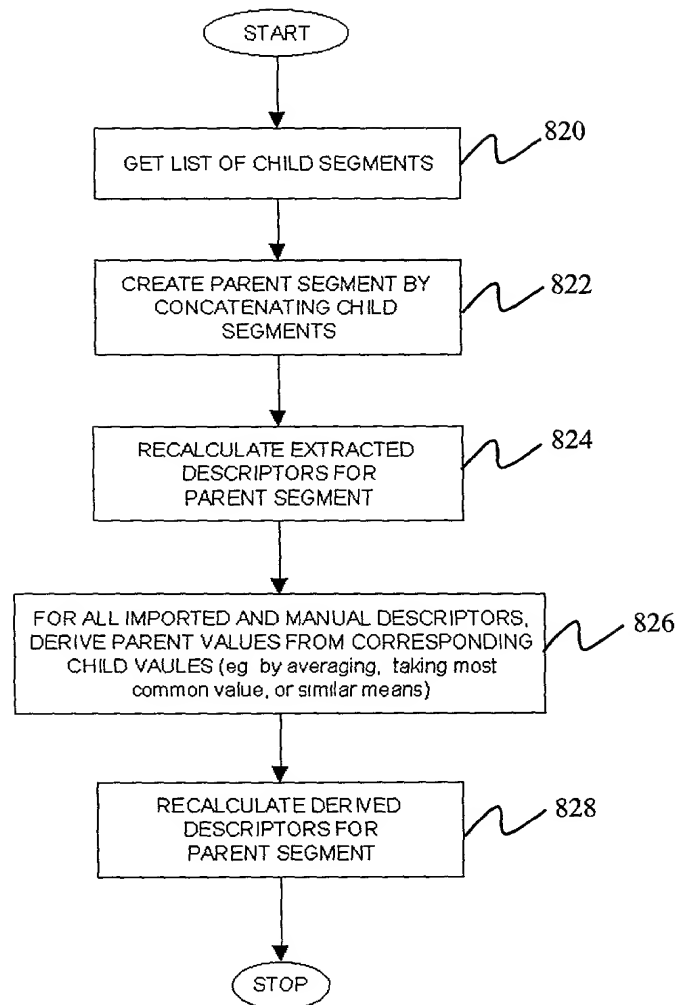 START
GET LIST OF CHILD SEGMENTS
820
CREATE PARENT SEGMENT BY
CONCATENATING CHILD
SEGMENTS
822
RECALCULATE EXTRACTED
DESCRIPTORS FOR
PARENT SEGMENT
824
FOR ALL IMPORTED AND MANUAL DESCRIPTORS,
DERIVE PARENT VALUES FROM CORRESPONDING
CHILD VAULES (eg by averaging, taking most
common value, or similar means)
826
RECALCULATE DERIVED
DESCRIPTORS FOR
PARENT SEGMENT
828
STOP